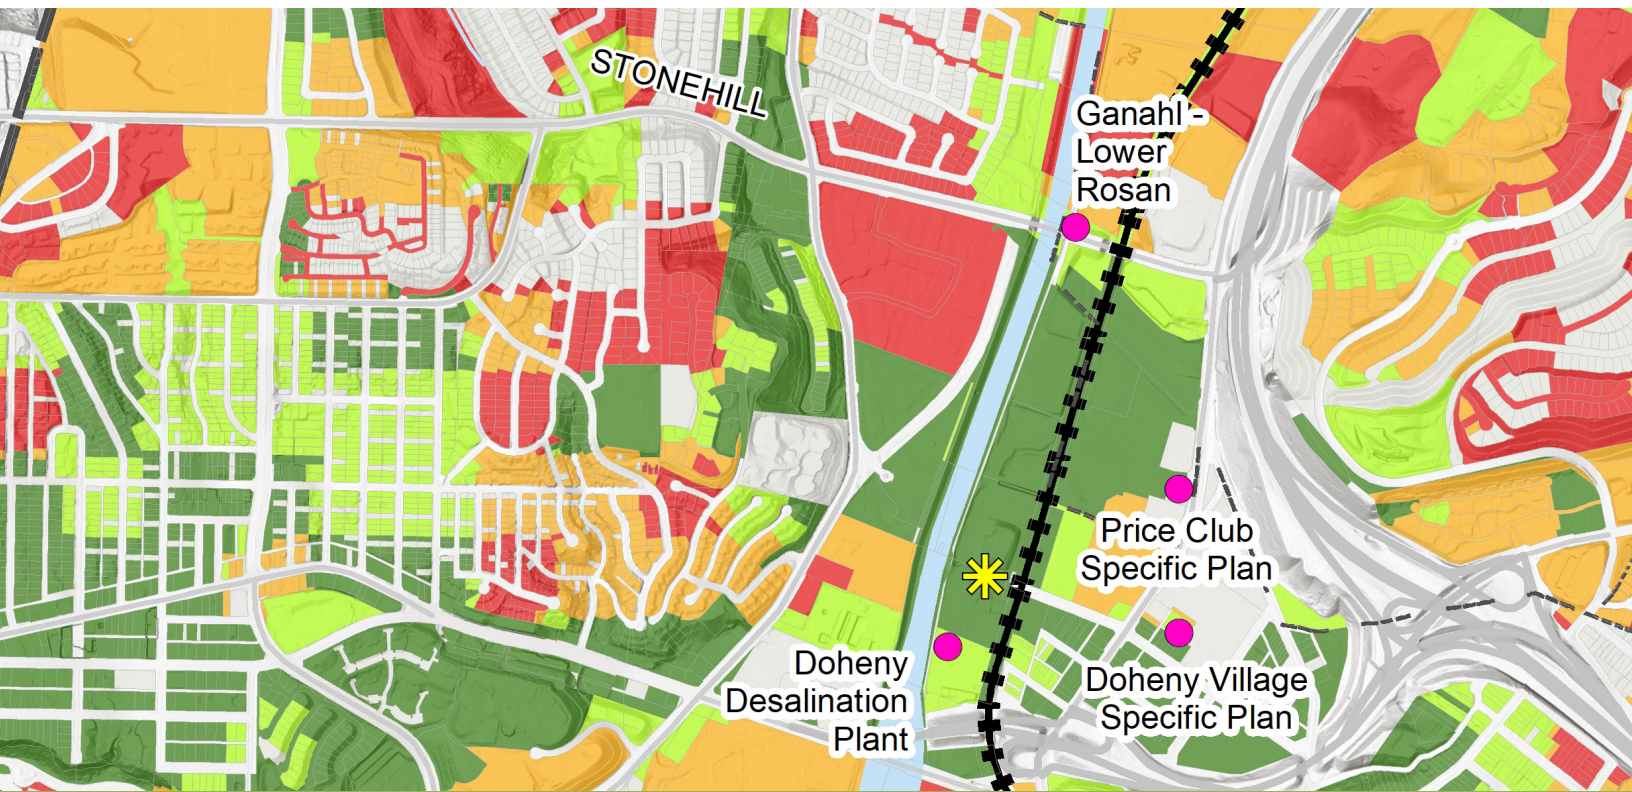 STONEHILL
Ganahl -
Lower
Rosan
Price Club
Specific Plan
Doheny
Desalination
Plant
Doheny Village
Specific Plan